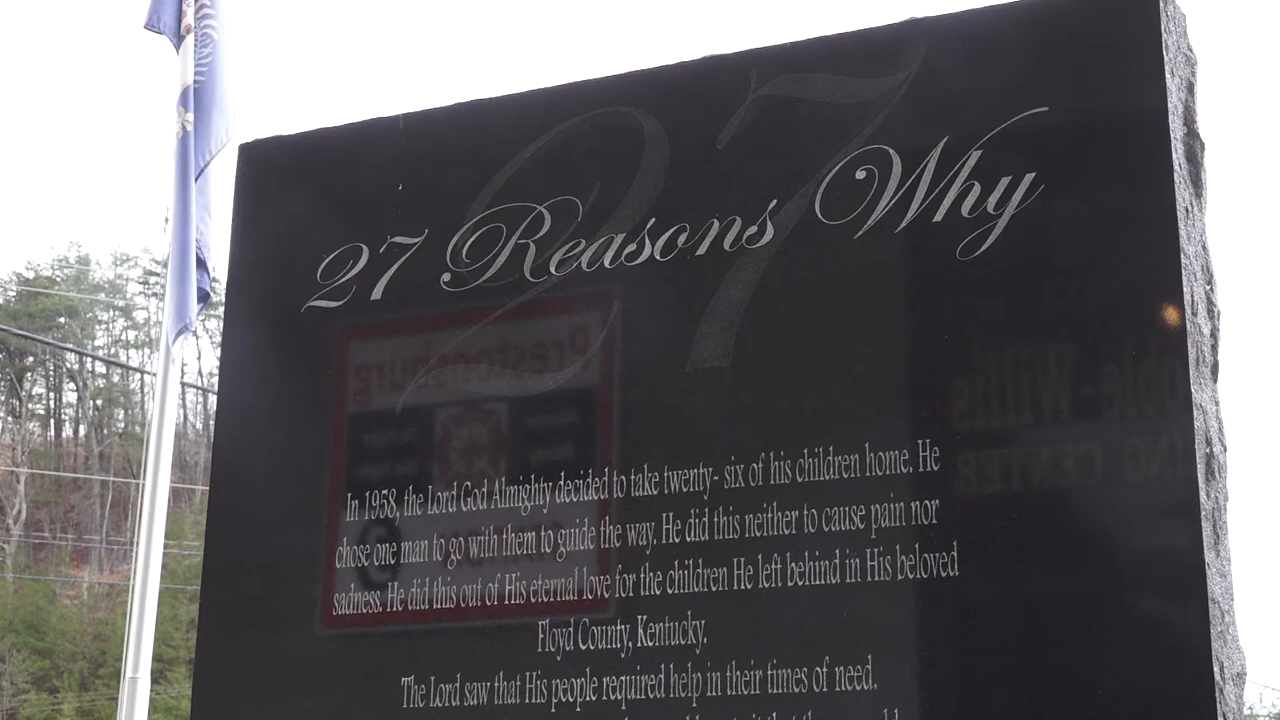 27
27 Reasons Why
Prestonsburg
In 1958, the Lord God Almighty decided to take twenty- six of his children home. He
chose one man to go with them to guide the way. He did this neither to cause pain nor
sadness. He did this out of His eternal love for the children He left behind in His beloved
Floyd County, Kentucky.
The Lord saw that His people required help in their times of need.